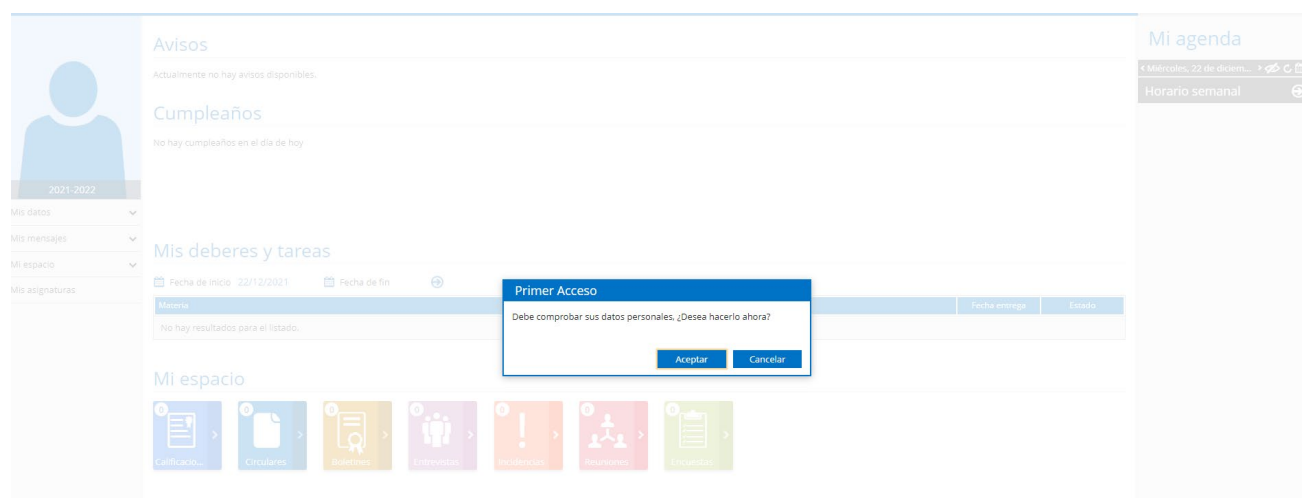 2021-2022
Mis datos
Mis mensajes
Mi espacio
Mis asignaturas
Avisos
Actualmente no hay avisos disponibles.
Cumpleaños
No hay cumpleaños en el día de hoy
Mis deberes y tareas
Fecha de inicio 22/12/2021 Fecha de fin
Materia Fecha entrega Estado
No hay resultados para el listado.
Primer Acceso
Debe comprobar sus datos personales, ¿Desea hacerlo ahora?
Aceptar Cancelar
Mi espacio
0 0 0 0 0 0 0
Calificacio... Circulares Boletines Entrevistas Incidencias Reuniones Encuestas
Mi agenda
Miércoles, 22 de diciem...
Horario semanal